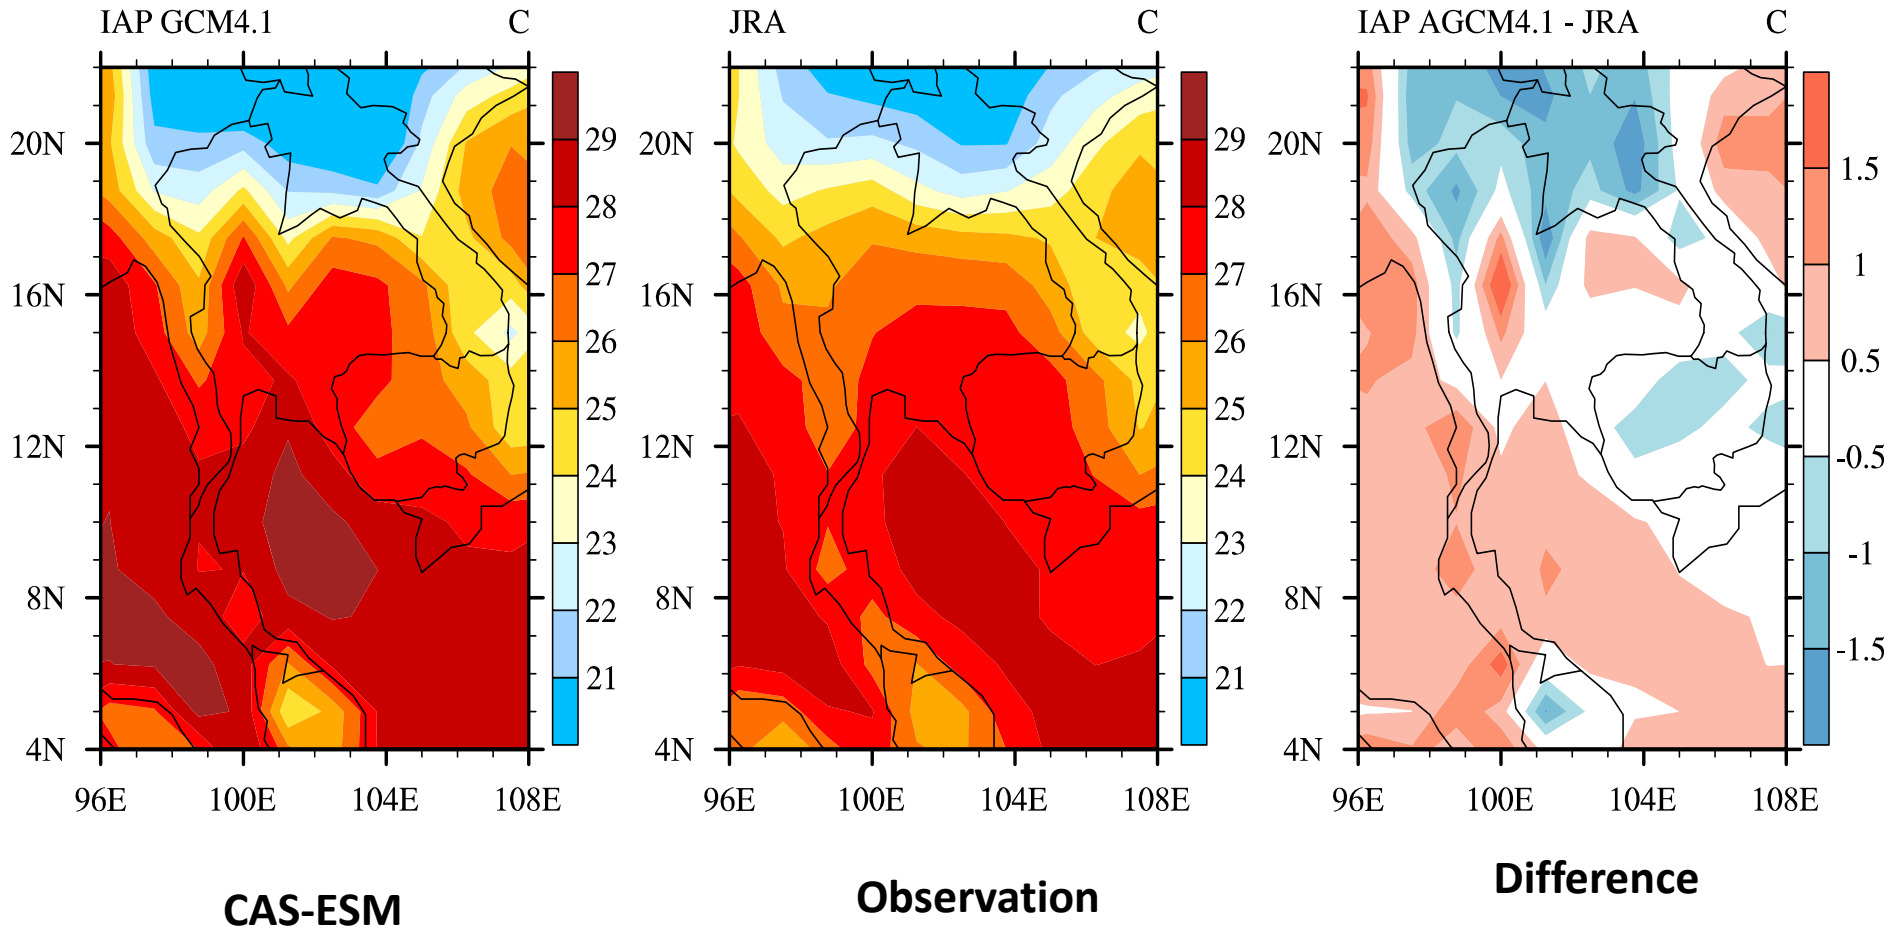 IAP GCM4.1 C
20N
16N
12N
8N
4N
96E 100E 104E 108E
29
28
27
26
25
24
23
22
21
CAS-ESM
JRA C
20N
16N
12N
8N
4N
96E 100E 104E 108E
29
28
27
26
25
24
23
22
21
Observation
IAP AGCM4.1 - JRA C
20N
16N
12N
8N
4N
96E 100E 104E 108E
1.5
1
0.5
-0.5
-1
-1.5
Difference